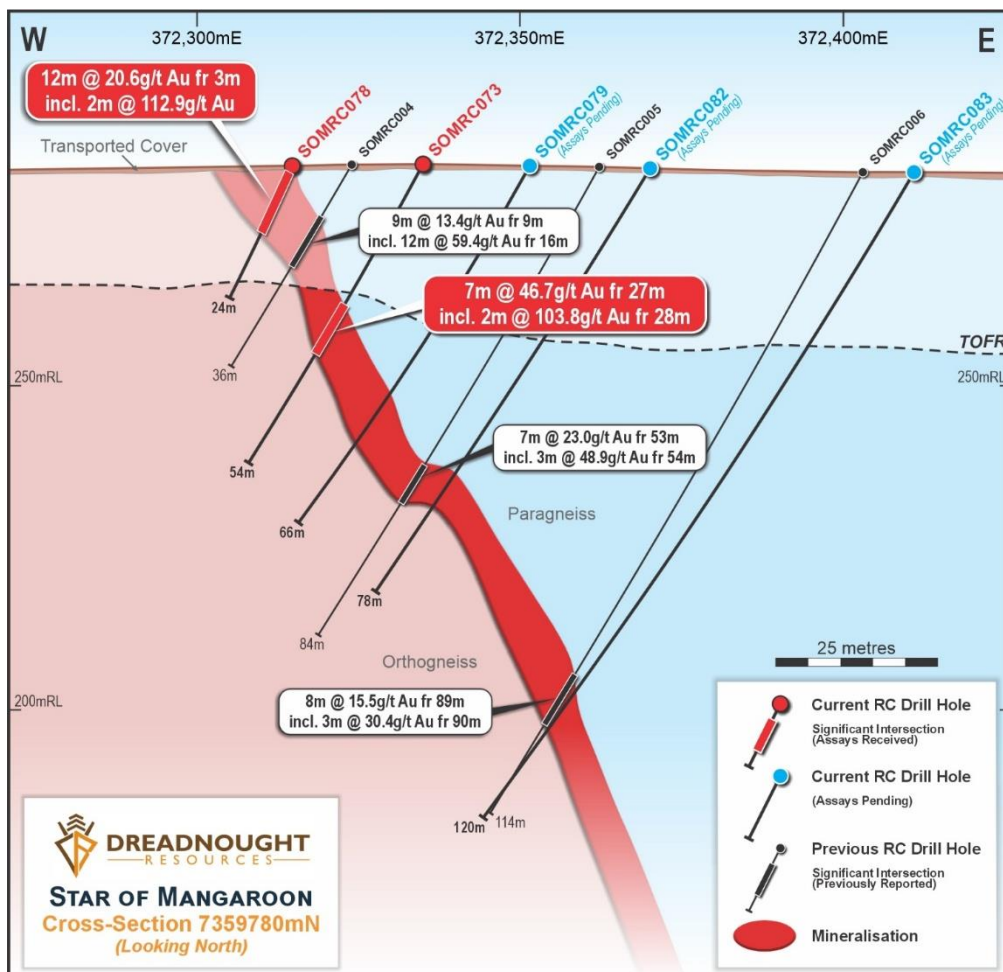 W
372,300mE
372,350mE
372,400mE
E
12m @ 20.6g/t Au fr 3m
incl. 2m @ 112.9g/t Au
SOMRC078
SOMRC004
SOMRC073
SOMRC079
(Assays Pending)
SOMRC005
SOMRC082
(Assays Pending)
SOMRC006
SOMRC083
(Assays Pending)
Transported Cover
9m @ 13.4g/t Au fr 9m
incl. 12m @ 59.4g/t Au fr 16m
7m @ 46.7g/t Au fr 27m
incl. 2m @ 103.8g/t Au fr 28m
24m
TOFR
36m
250mRL
250mRL
7m @ 23.0g/t Au fr 53m
incl. 3m @ 48.9g/t Au fr 54m
54m
66m
Paragneiss
78m
84m
Orthogneiss
25 metres
8m @ 15.5g/t Au fr 89m
incl. 3m @ 30.4g/t Au fr 90m
200mRL
120m
114m
Current RC Drill Hole
Significant Intersection
(Assays Received)
Current RC Drill Hole
(Assays Pending)
Previous RC Drill Hole
Significant Intersection
(Previously Reported)
Mineralisation
DREADNOUGHT
RESOURCES
STAR OF MANGAROON
Cross-Section 7359780mN
(Looking North)